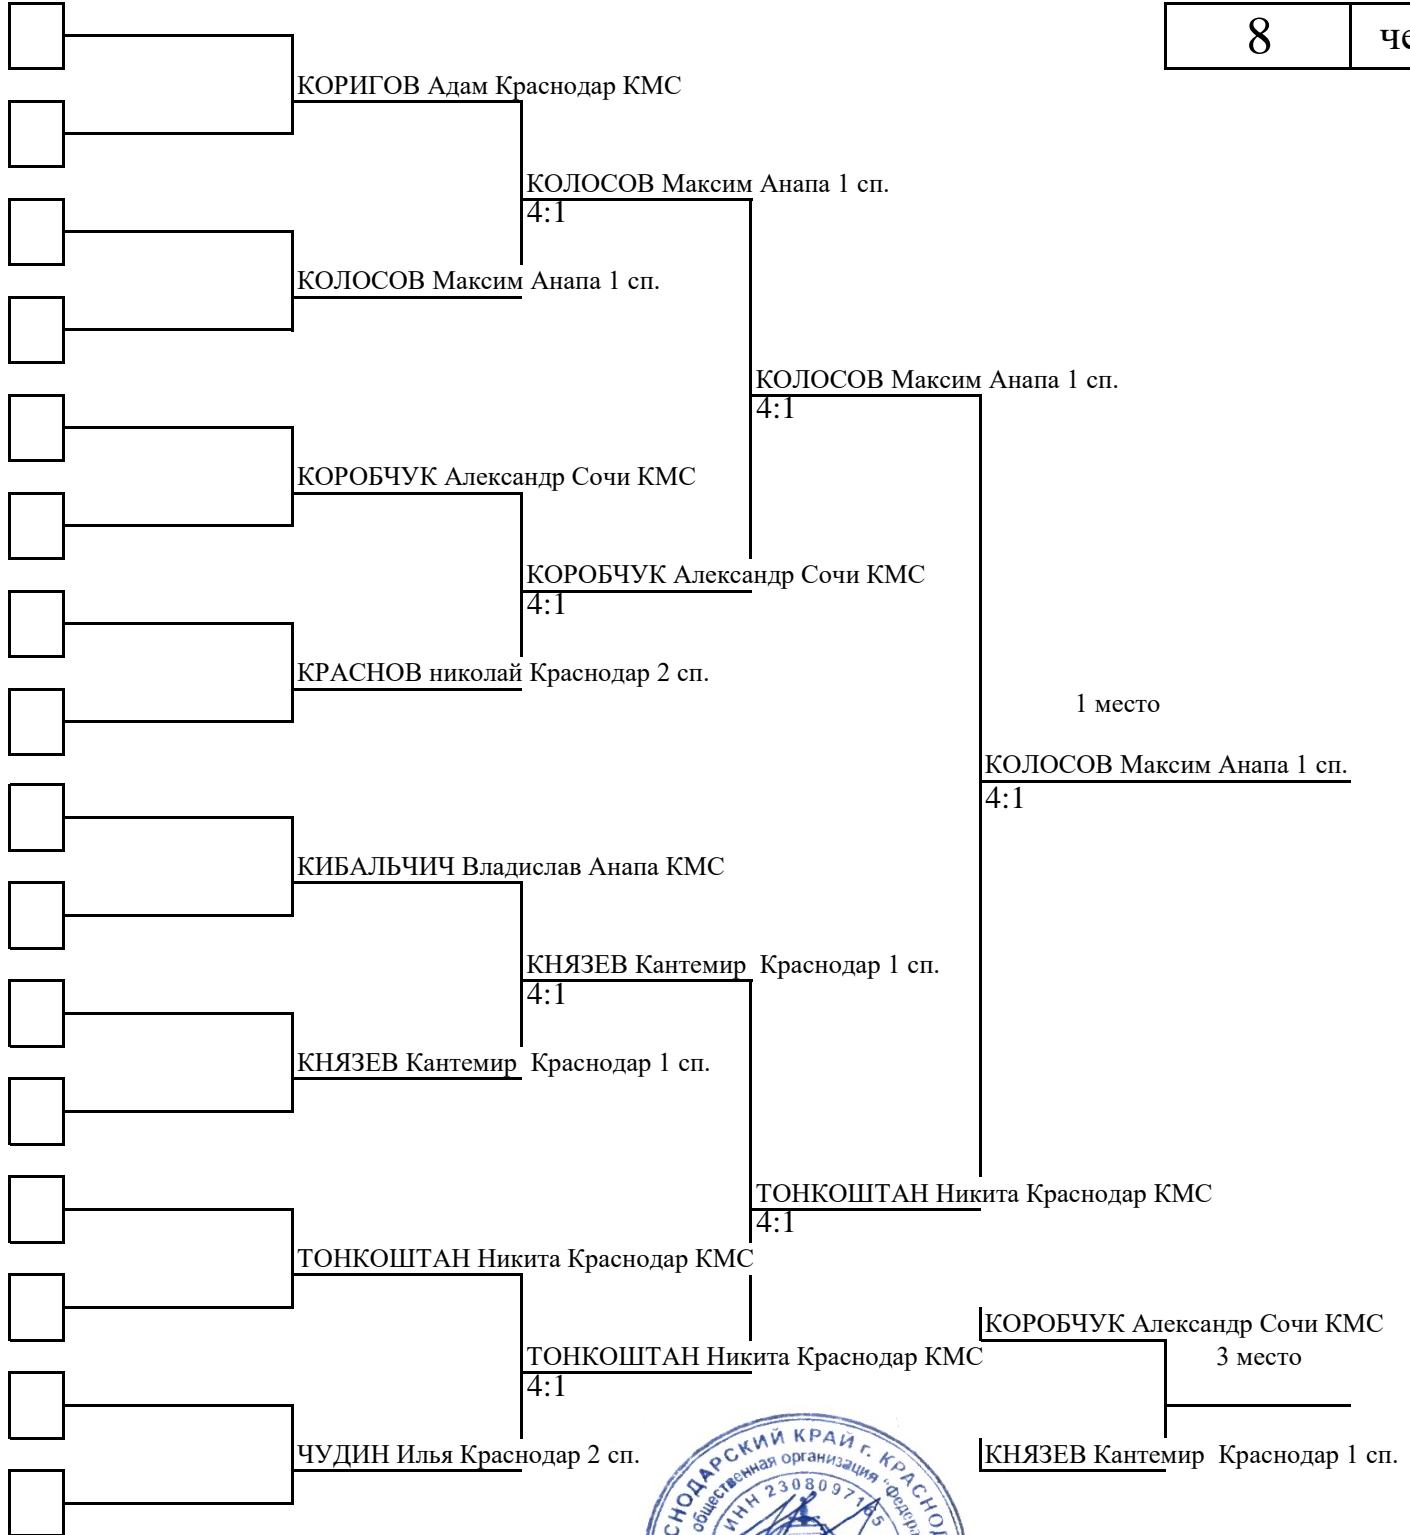 8
КОРИГОВ Адам Краснодар КМС
КОЛОСОВ Максим Анапа 1 сп.
4:1
КОЛОСОВ Максим Анапа 1 сп.
КОЛОСОВ Максим Анапа 1 сп.
4:1
КОРОБЧУК Александр Сочи КМС
КОРОБЧУК Александр Сочи КМС
4:1
КРАСНОВ николай Краснодар 2 сп.
1 место
КОЛОСОВ Максим Анапа 1 сп.
4:1
КИБАЛЬЧИЧ Владислав Анапа КМС
КНЯЗЕВ Кантемир  Краснодар 1 сп.
4:1
КНЯЗЕВ Кантемир  Краснодар 1 сп.
ТОНКОШТАН Никита Краснодар КМС
4:1
ТОНКОШТАН Никита Краснодар КМС
КОРОБЧУК Александр Сочи КМС
ТОНКОШТАН Никита Краснодар КМС
3 место
4:1
ЧУДИН Илья Краснодар 2 сп.
КНЯЗЕВ Кантемир  Краснодар 1 сп.
КРАЙ г.
общественная организация
ИНН 2308097165